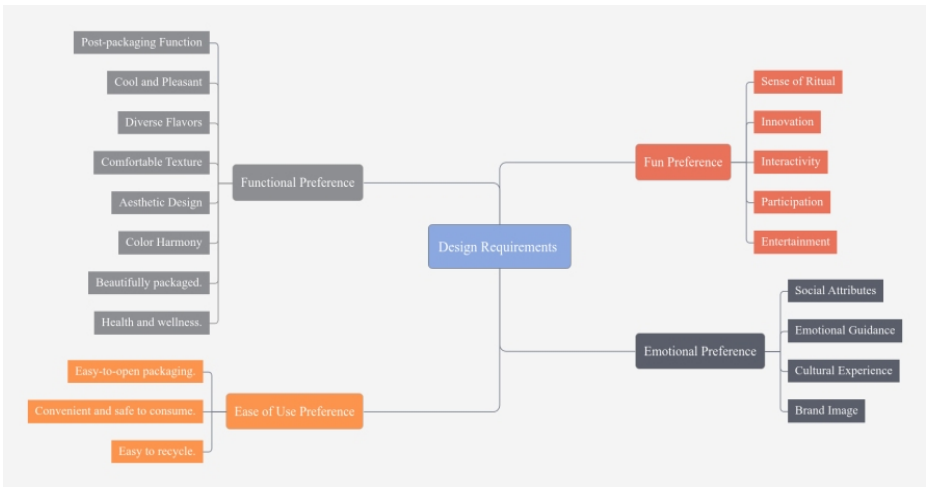 Design Requirements
Functional Preference
Post-packaging Function
Cool and Pleasant
Diverse Flavors
Comfortable Texture
Aesthetic Design
Color Harmony
Beautifully packaged.
Health and wellness.
Ease of Use Preference
Easy-to-open packaging.
Convenient and safe to consume.
Easy to recycle.
Fun Preference
Sense of Ritual
Innovation
Interactivity
Participation
Entertainment
Emotional Preference
Social Attributes
Emotional Guidance
Cultural Experience
Brand Image